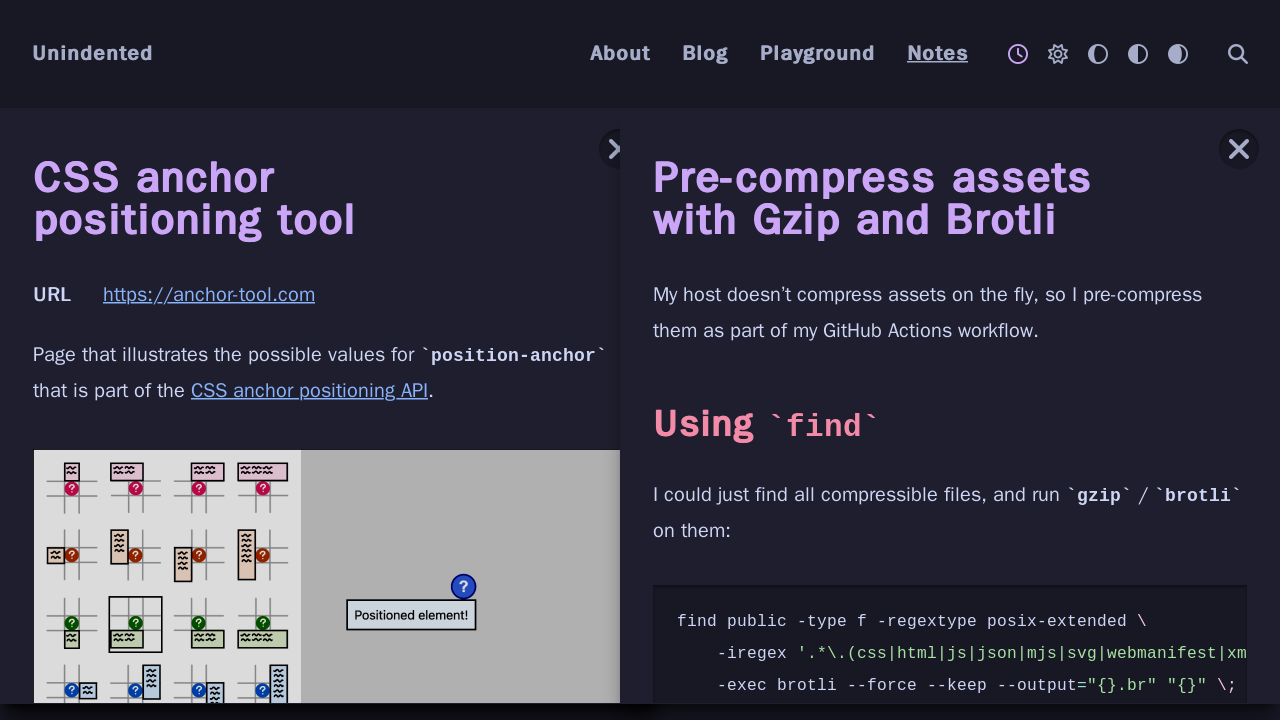 Unindented
About Blog Playground Notes
CSS anchor
positioning tool
URL https://anchor-tool.com
Page that illustrates the possible values for `position-anchor`
that is part of the CSS anchor positioning API.
? ? ? ?
? ? ? ?
? ? ? ?
? ? ? ?
?
Positioned element!
Pre-compress assets
with Gzip and Brotli
My host doesn’t compress assets on the fly, so I pre-compress
them as part of my GitHub Actions workflow.
Using `find`
I could just find all compressible files, and run `gzip` / `brotli`
on them:
find public -type f -regextype posix-extended \
-iregex '.*\.(css|html|js|json|mjs|svg|webmanifest|xm
-exec brotli --force --keep --output="{}.br" "{}" \;